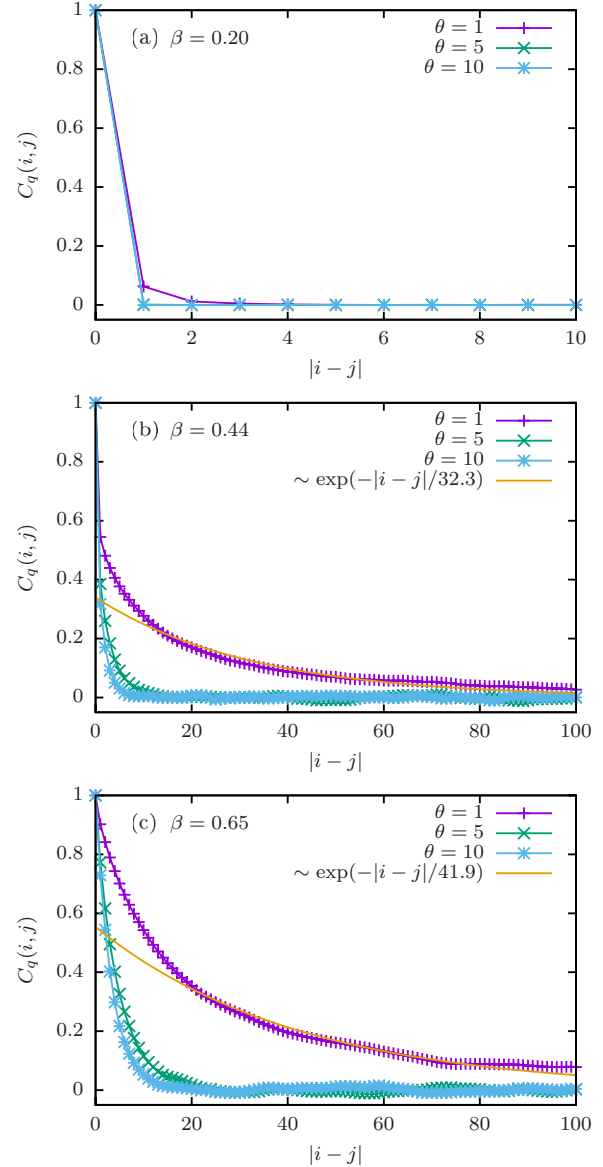 (a) β = 0.20
θ = 1
θ = 5
θ = 10
C_q(i, j)
1
0.8
0.6
0.4
0.2
0
0 2 4 6 8 10
|i − j|
(b) β = 0.44
θ = 1
θ = 5
θ = 10
∼ exp(−|i − j|/32.3)
C_q(i, j)
1
0.8
0.6
0.4
0.2
0
0 20 40 60 80 100
|i − j|
(c) β = 0.65
θ = 1
θ = 5
θ = 10
∼ exp(−|i − j|/41.9)
C_q(i, j)
1
0.8
0.6
0.4
0.2
0
0 20 40 60 80 100
|i − j|